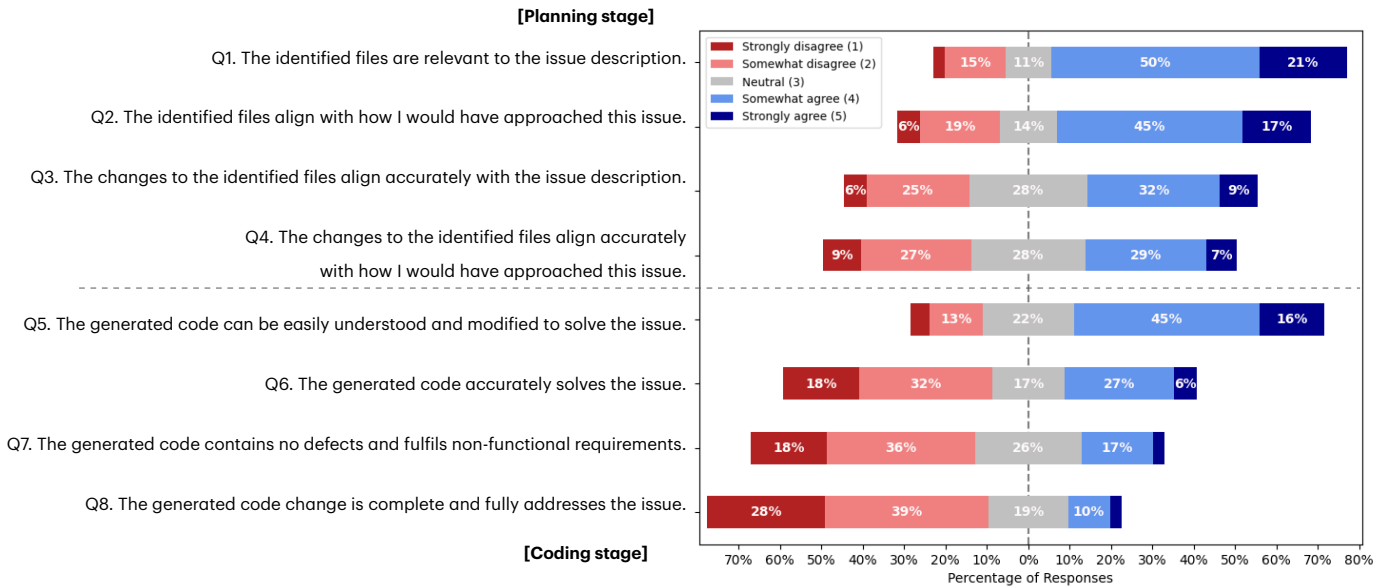 [Planning stage]
Q1. The identified files are relevant to the issue description.
Q2. The identified files align with how I would have approached this issue.
Q3. The changes to the identified files align accurately with the issue description.
Q4. The changes to the identified files align accurately
with how I would have approached this issue.
Q5. The generated code can be easily understood and modified to solve the issue.
Q6. The generated code accurately solves the issue.
Q7. The generated code contains no defects and fulfils non-functional requirements.
Q8. The generated code change is complete and fully addresses the issue.
[Coding stage]
Strongly disagree (1)
Somewhat disagree (2)
Neutral (3)
Somewhat agree (4)
Strongly agree (5)
15% 11% 50% 21%
6% 19% 14% 45% 17%
6% 25% 28% 32% 9%
9% 27% 28% 29% 7%
13% 22% 45% 16%
18% 32% 17% 27% 6%
18% 36% 26% 17%
28% 39% 19% 10%
70% 60% 50% 40% 30% 20% 10% 0% 10% 20% 30% 40% 50% 60% 70% 80%
Percentage of Responses